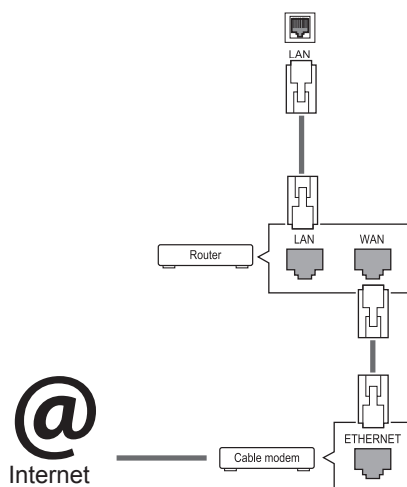 LAN
LAN WAN
Router
ETHERNET
@
Cable modem
Internet